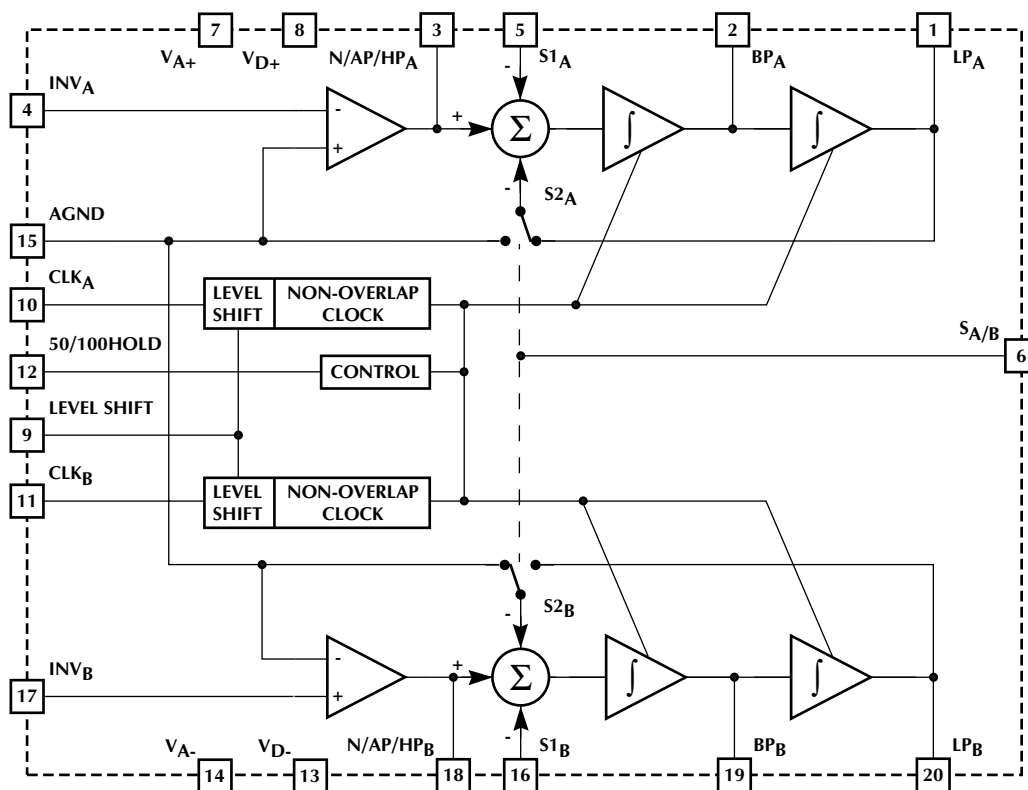 7 8 3 5 2 1
VA+ VD+ N/AP/HPA S1A BPA LPA
INVA
4
-
+
+
-
Σ
∫
∫
-
S2A
AGND
15
CLKA
10
LEVEL SHIFT
NON-OVERLAP CLOCK
50/100HOLD
12
CONTROL
SA/B
6
LEVEL SHIFT
9
CLKB
11
LEVEL SHIFT
NON-OVERLAP CLOCK
S2B
-
INVB
17
-
+
+
Σ
∫
∫
-
VA- VD- N/AP/HPB S1B BPB LPB
14 13 18 16 19 20